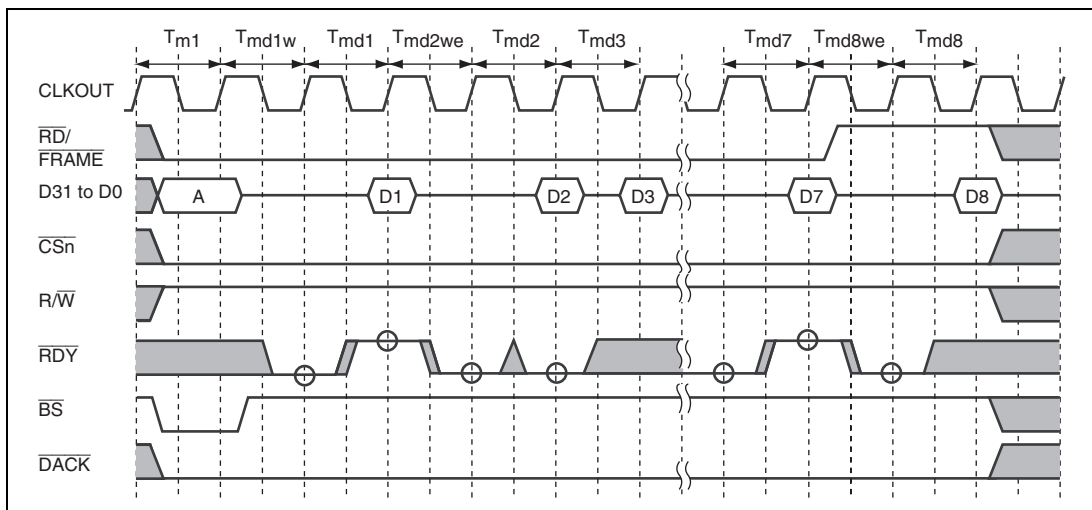 Tm1 Tmd1w Tmd1 Tmd2we Tmd2 Tmd3 Tmd7 Tmd8we Tmd8
CLKOUT
RD/
FRAME
D31 to D0 A D1 D2 D3 D7 D8
CSn
R/W
RDY
BS
DACK